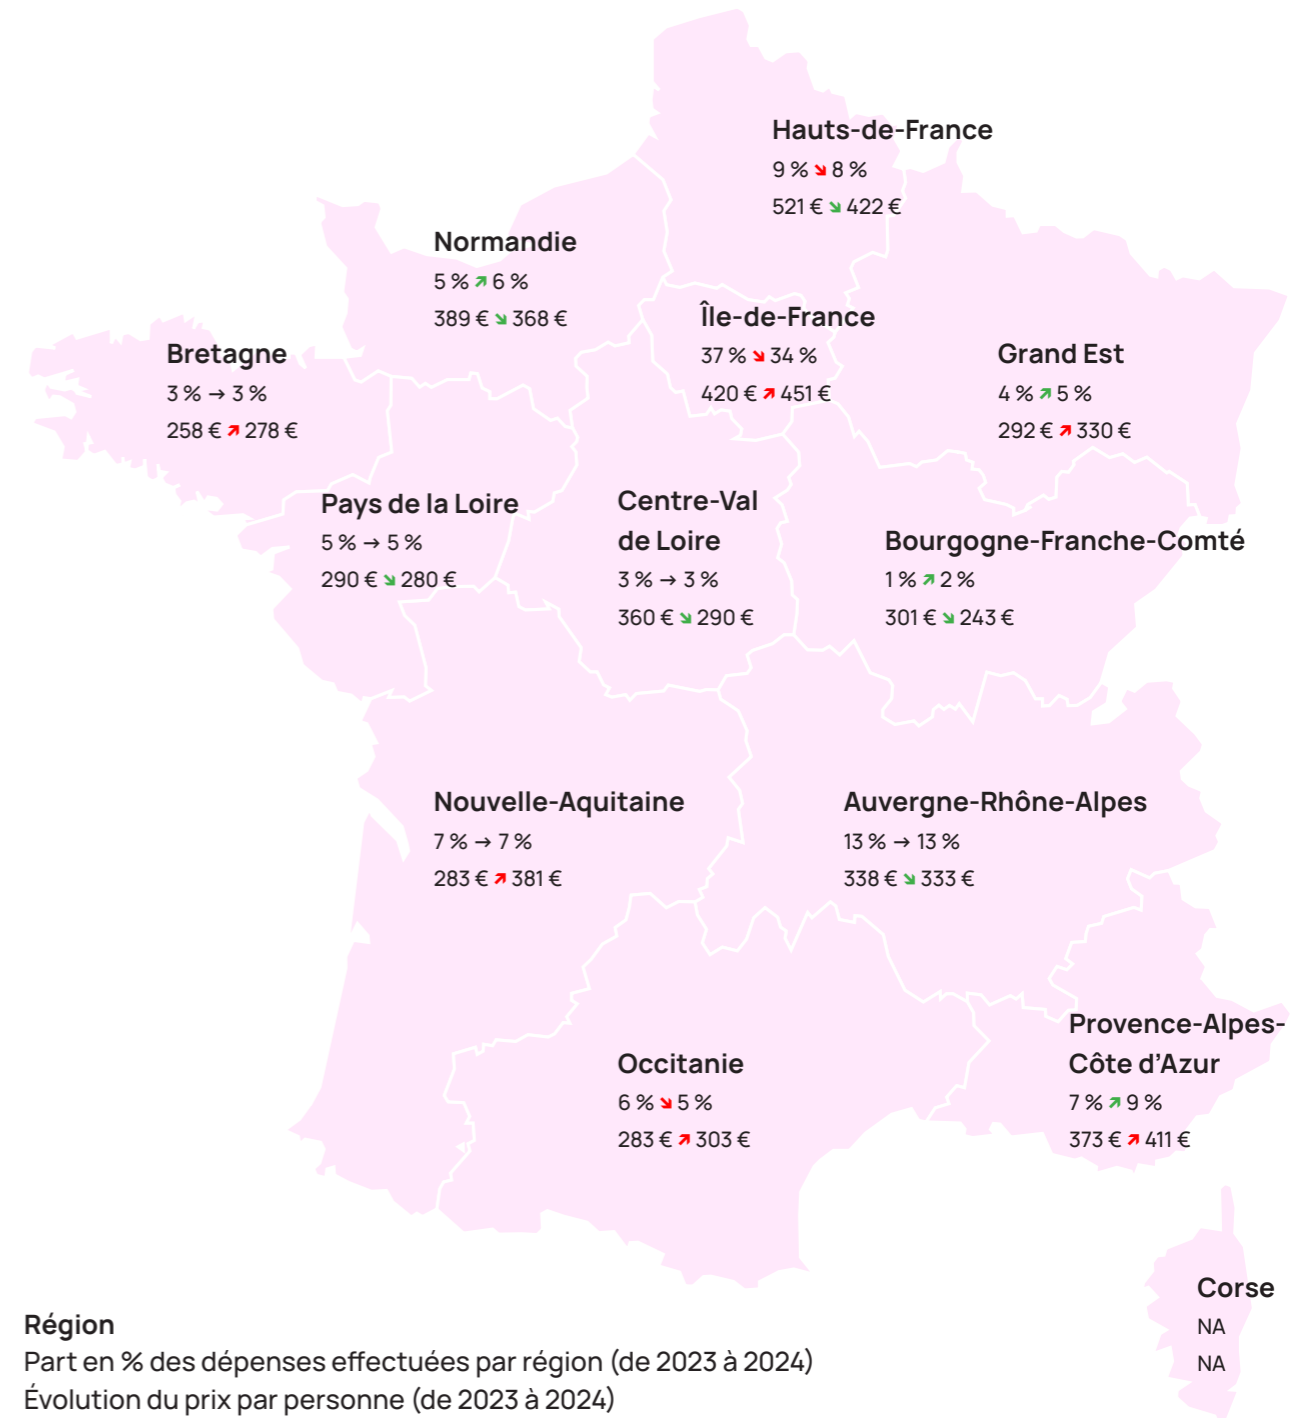 Hauts-de-France
9 % ↘ 8 %
521 € ↘ 422 €
Normandie
5 % ↗ 6 %
389 € ↘ 368 €
Île-de-France
37 % ↘ 34 %
420 € ↗ 451 €
Bretagne
3 % → 3 %
258 € ↗ 278 €
Grand Est
4 % ↗ 5 %
292 € ↗ 330 €
Pays de la Loire
5 % → 5 %
290 € ↘ 280 €
Centre-Val
de Loire
3 % → 3 %
360 € ↘ 290 €
Bourgogne-Franche-Comté
1 % ↗ 2 %
301 € ↘ 243 €
Nouvelle-Aquitaine
7 % → 7 %
283 € ↗ 381 €
Auvergne-Rhône-Alpes
13 % → 13 %
338 € ↘ 333 €
Occitanie
6 % ↘ 5 %
283 € ↗ 303 €
Provence-Alpes-
Côte d’Azur
7 % ↗ 9 %
373 € ↗ 411 €
Corse
NA
NA
Région
Part en % des dépenses effectuées par région (de 2023 à 2024)
Évolution du prix par personne (de 2023 à 2024)